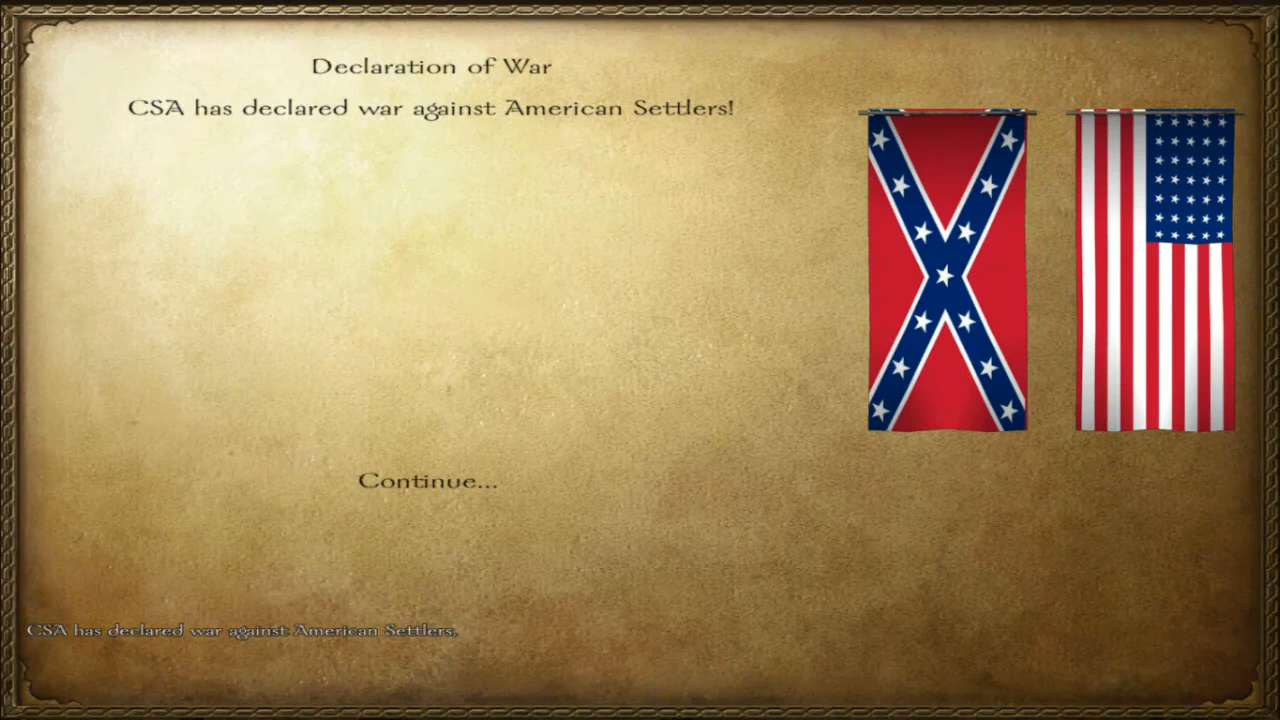 Declaration of War
CSA has declared war against American Settlers!
Continue...
CSA has declared war against American Settlers.